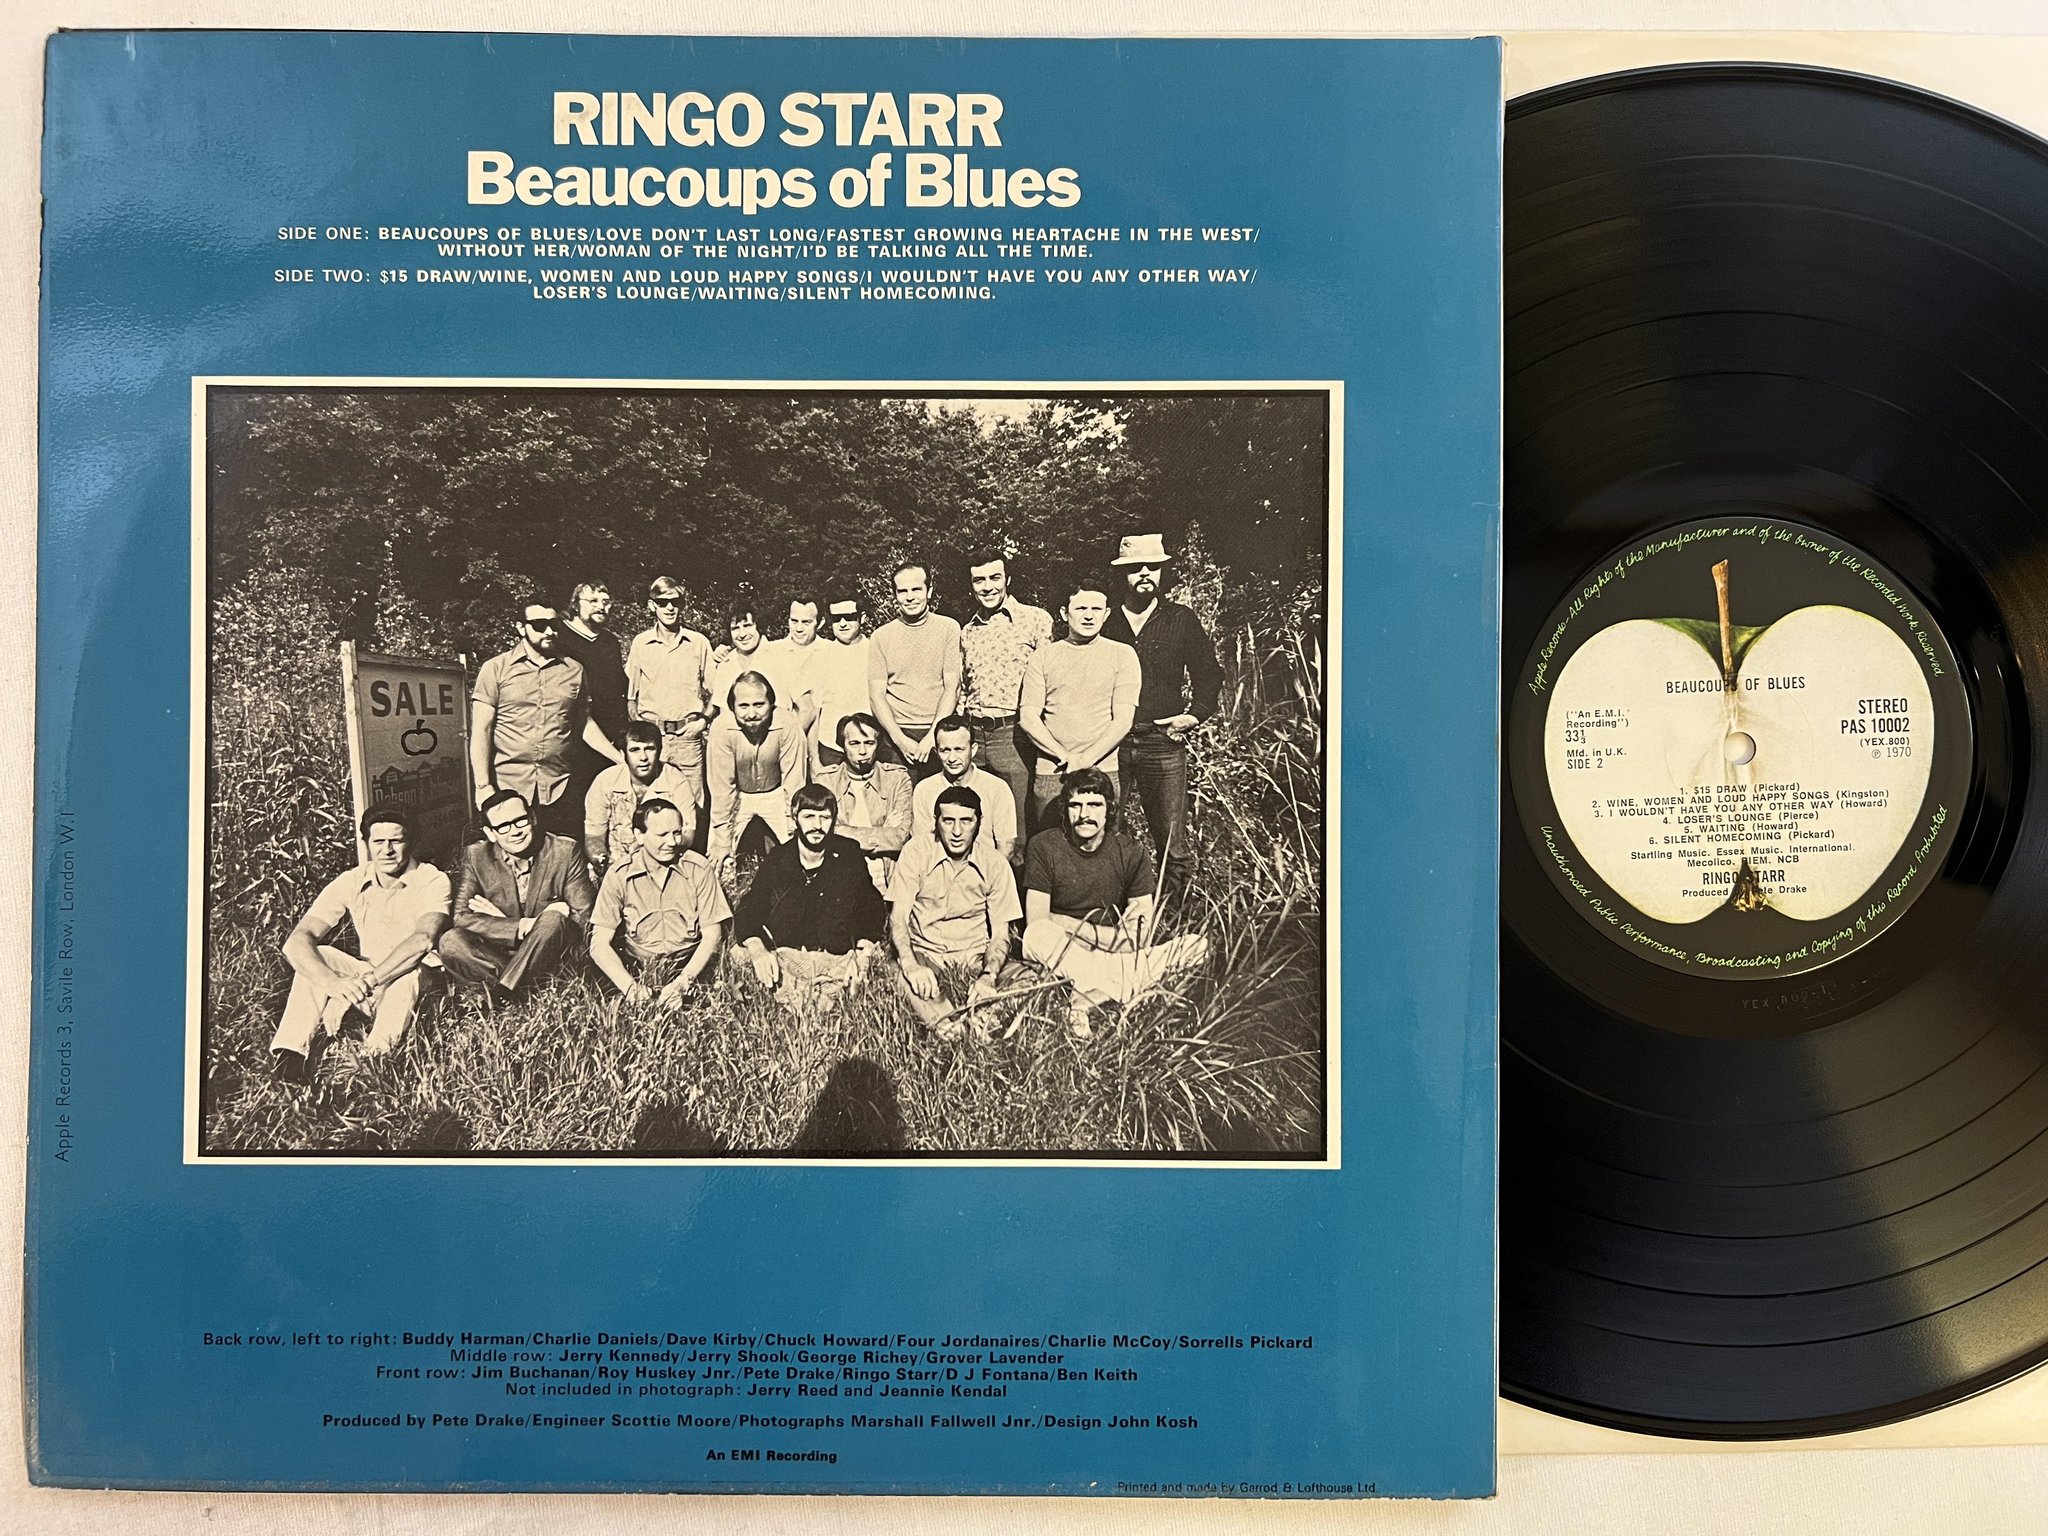 RINGO STARR
Beaucoups of Blues
SIDE ONE: BEAUCOUPS OF BLUES/LOVE DON'T LAST LONG/FASTEST GROWING HEARTACHE IN THE WEST/
WITHOUT HER/WOMAN OF THE NIGHT/I'D BE TALKING ALL THE TIME.
SIDE TWO: $15 DRAW/WINE, WOMEN AND LOUD HAPPY SONGS/I WOULDN'T HAVE YOU ANY OTHER WAY/
LOSER'S LOUNGE/WAITING/SILENT HOMECOMING.
SALE
Apple Records 3, Savile Row, London W.1
Back row, left to right: Buddy Harman/Charlie Daniels/Dave Kirby/Chuck Howard/Four Jordanaires/Charlie McCoy/Sorrells Pickard
Middle row: Jerry Kennedy/Jerry Shook/George Richey/Grover Lavender
Front row: Jim Buchanan/Roy Huskey Jnr./Pete Drake/Ringo Starr/D J Fontana/Ben Keith
Not included in photograph: Jerry Reed and Jeannie Kendal
Produced by Pete Drake/Engineer Scottie Moore/Photographs Marshall Fallwell Jnr./Design John Kosh
An EMI Recording
Printed and made by Garrod & Lofthouse Ltd
Apple Records-All Rights of the Manufacturer and of the Owner of the Recorded Work Reserved
BEAUCOUPS OF BLUES
("An E.M.I.
Recording")
33 1/3
Mfd. in U.K.
SIDE 2
STEREO
PAS 10002
(YEX.800)
℗ 1970
1. $15 DRAW (Pickard)
2. WINE, WOMEN AND LOUD HAPPY SONGS (Kingston)
3. I WOULDN'T HAVE YOU ANY OTHER WAY (Howard)
4. LOSER'S LOUNGE (Pierce)
5. WAITING (Howard)
6. SILENT HOMECOMING (Pickard)
Startling Music. Essex Music. International.
Mecolico. BIEM. NCB
RINGO STARR
Produced by Pete Drake
Unauthorised Public Performance, Broadcasting and Copying of this Record Prohibited
YEX 800-1